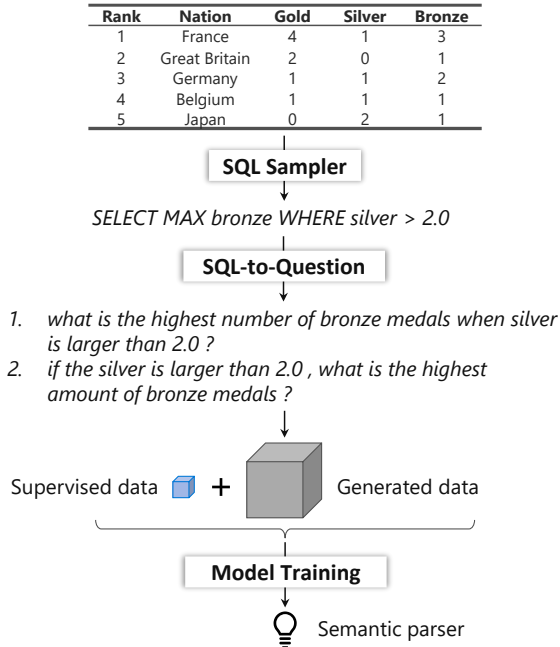 Rank Nation Gold Silver Bronze
1 France 4 1 3
2 Great Britain 2 0 1
3 Germany 1 1 2
4 Belgium 1 1 1
5 Japan 0 2 1
SQL Sampler
SELECT MAX bronze WHERE silver > 2.0
SQL-to-Question
1. what is the highest number of bronze medals when silver
is larger than 2.0 ?
2. if the silver is larger than 2.0 , what is the highest
amount of bronze medals ?
Supervised data + Generated data
Model Training
Semantic parser